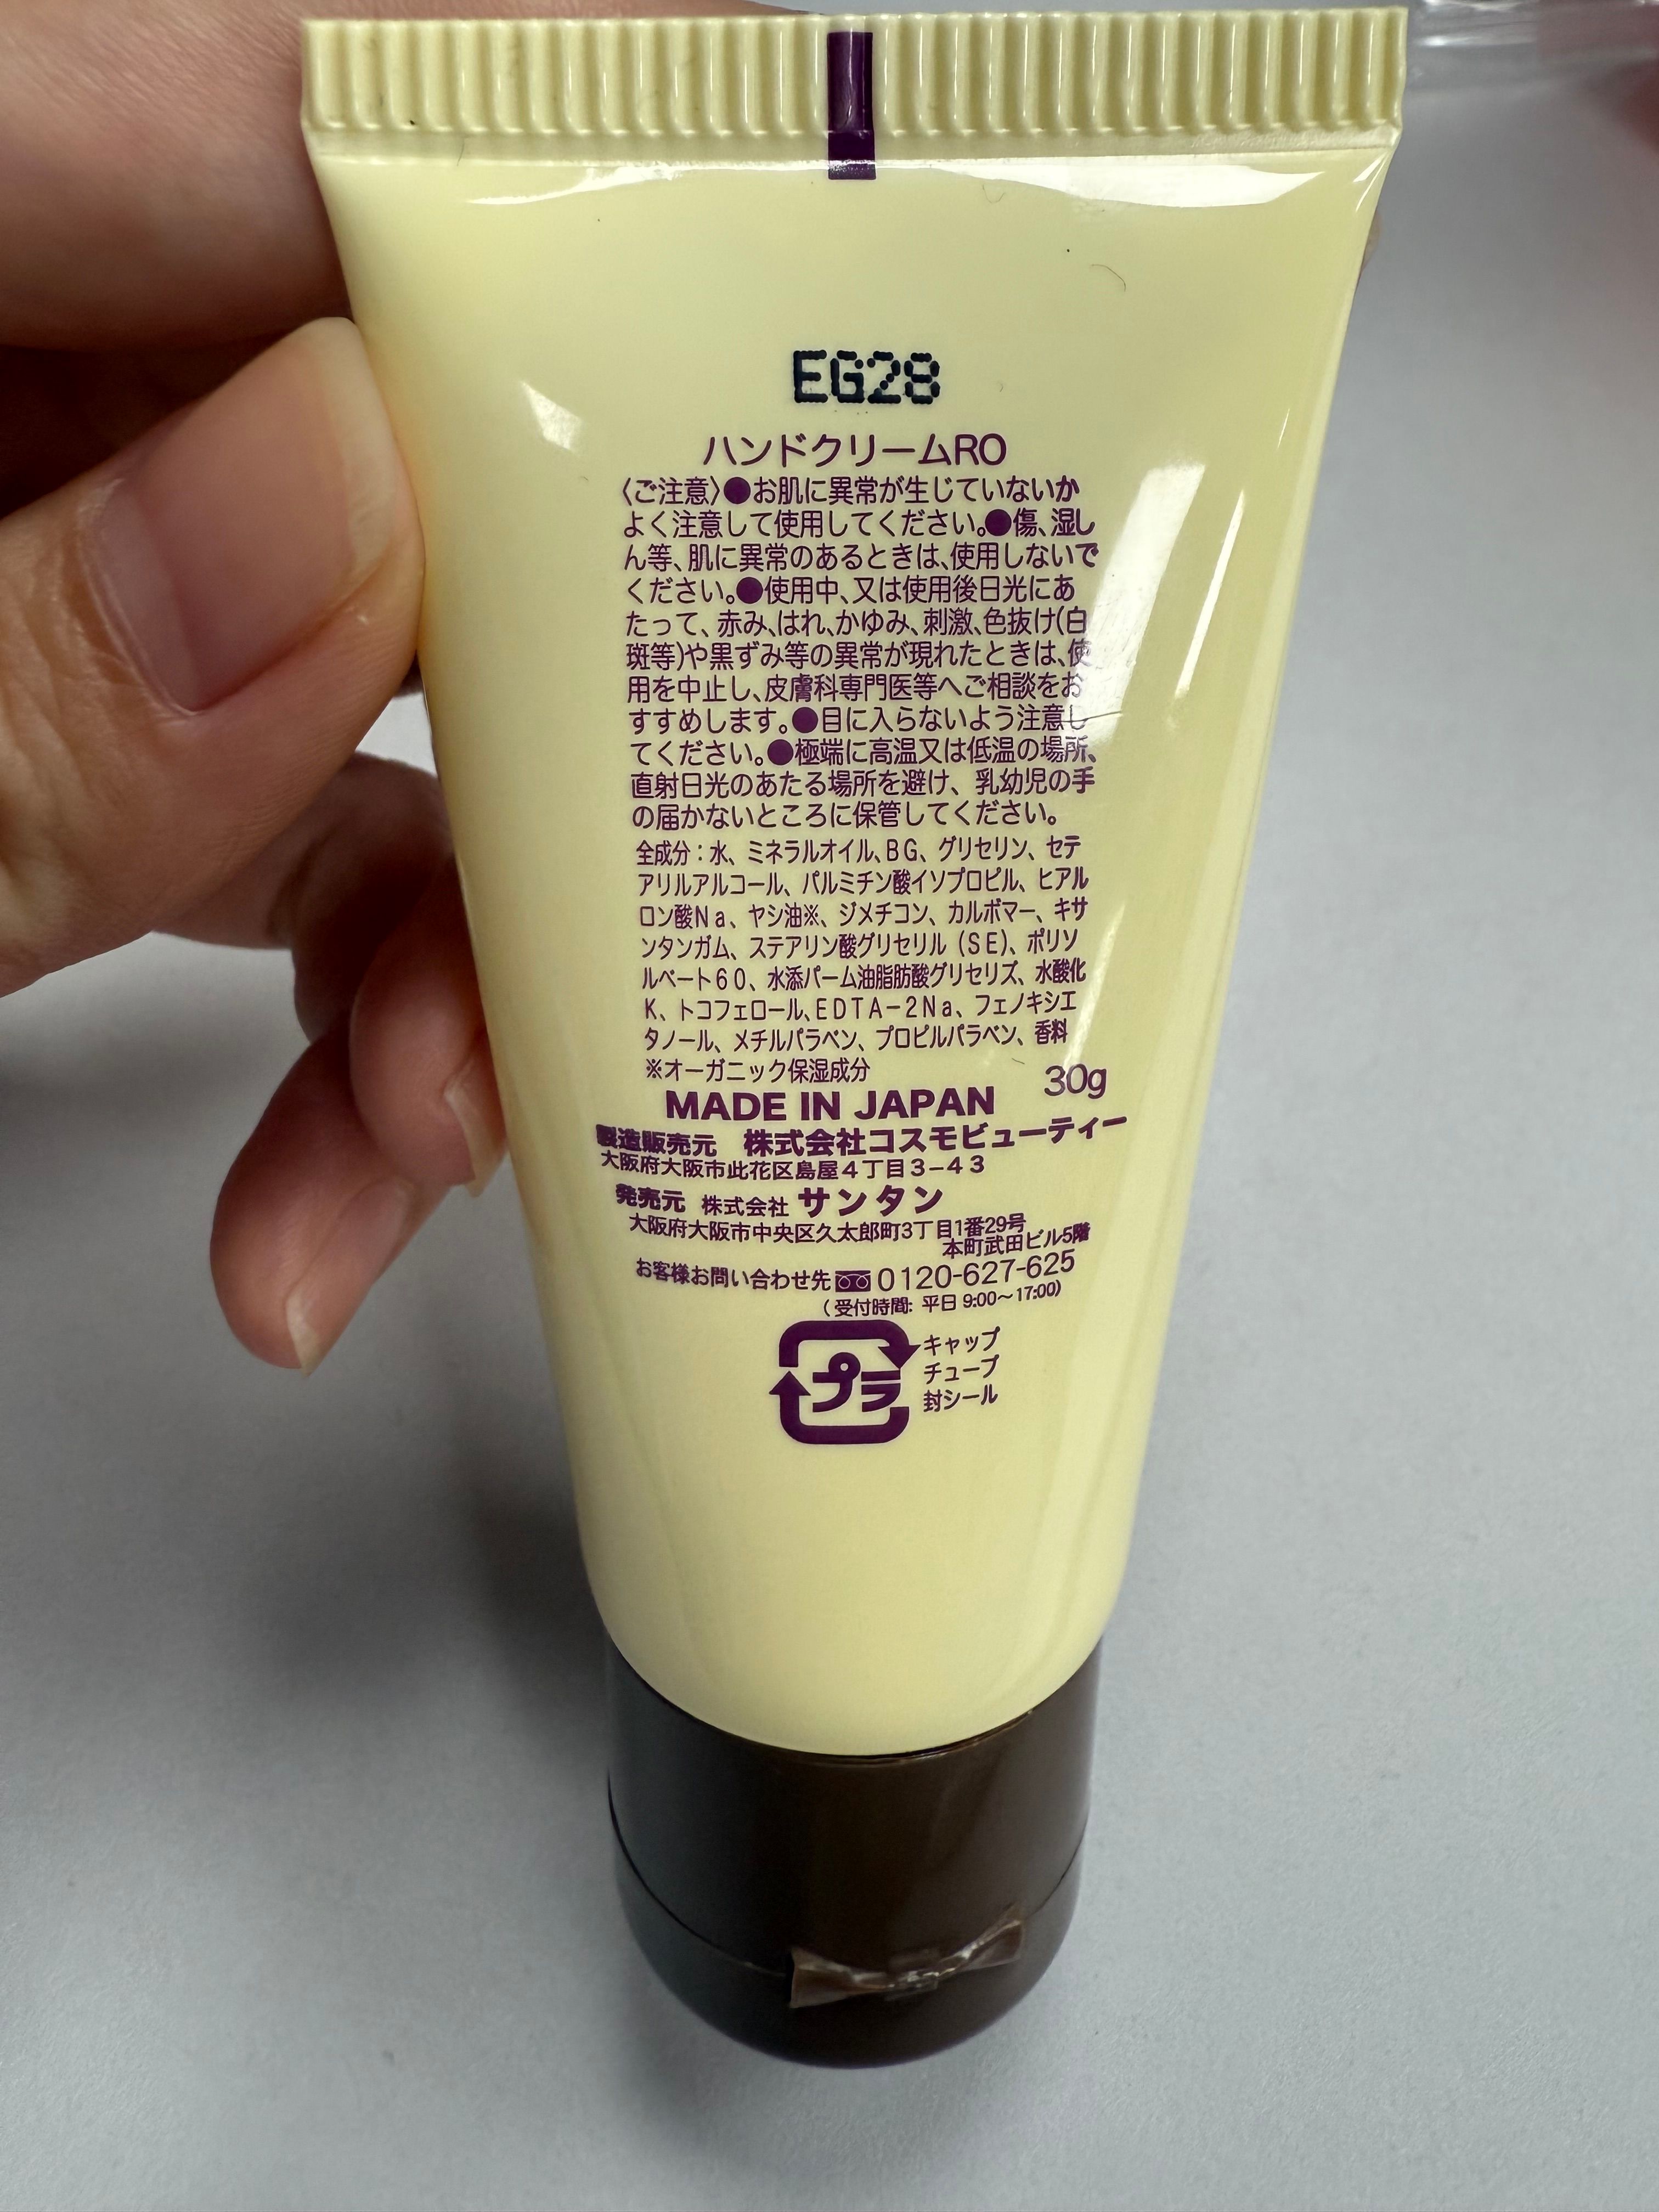 EG28
ハンドクリームRO
〈ご注意〉●お肌に異常が生じていないか
よく注意して使用してください。●傷、湿し
ん等、肌に異常のあるときは、使用しないで
ください。●使用中、又は使用後日光にあ
たって、赤み、はれ、かゆみ、刺激、色抜け(白
斑等)や黒ずみ等の異常が現れたときは、使
用を中止し、皮膚科専門医等へご相談をお
すすめします。●目に入らないよう注意し
てください。●極端に高温又は低温の場所、
直射日光のあたる場所を避け、乳幼児の手
の届かないところに保管してください。
全成分：水、ミネラルオイル、BG、グリセリン、セテ
アリルアルコール、パルミチン酸イソプロピル、ヒアル
ロン酸Na、ヤシ油※、ジメチコン、カルボマー、キサ
ンタンガム、ステアリン酸グリセリル（SE）、ポリソ
ルベート60、水添パーム油脂肪酸グリセリズ、水酸化
K、トコフェロール、EDTA－2Na、フェノキシエ
タノール、メチルパラベン、プロピルパラベン、香料
※オーガニック保湿成分
30g
MADE IN JAPAN
製造販売元 株式会社コスモビューティー
大阪府大阪市此花区島屋4丁目3－43
発売元 株式会社 サンタン
大阪府大阪市中央区久太郎町3丁目1番29号
本町武田ビル5階
お客様お問い合わせ先 0120-627-625
(受付時間: 平日 9:00～17:00)
プラ
キャップ
チューブ
封シール